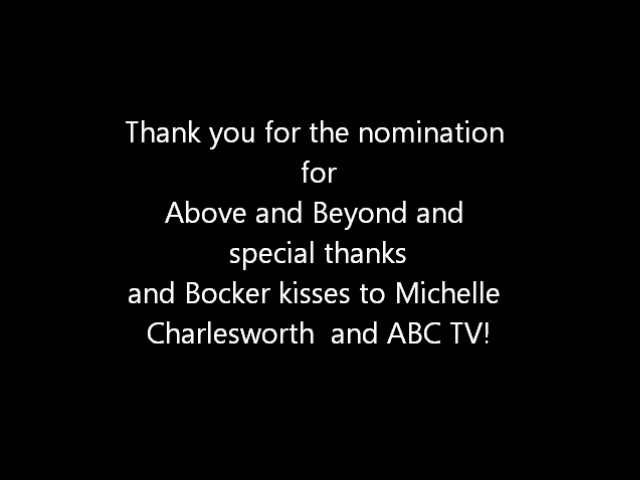 Thank you for the nomination
for
Above and Beyond and
special thanks
and Bocker kisses to Michelle
Charlesworth  and ABC TV!